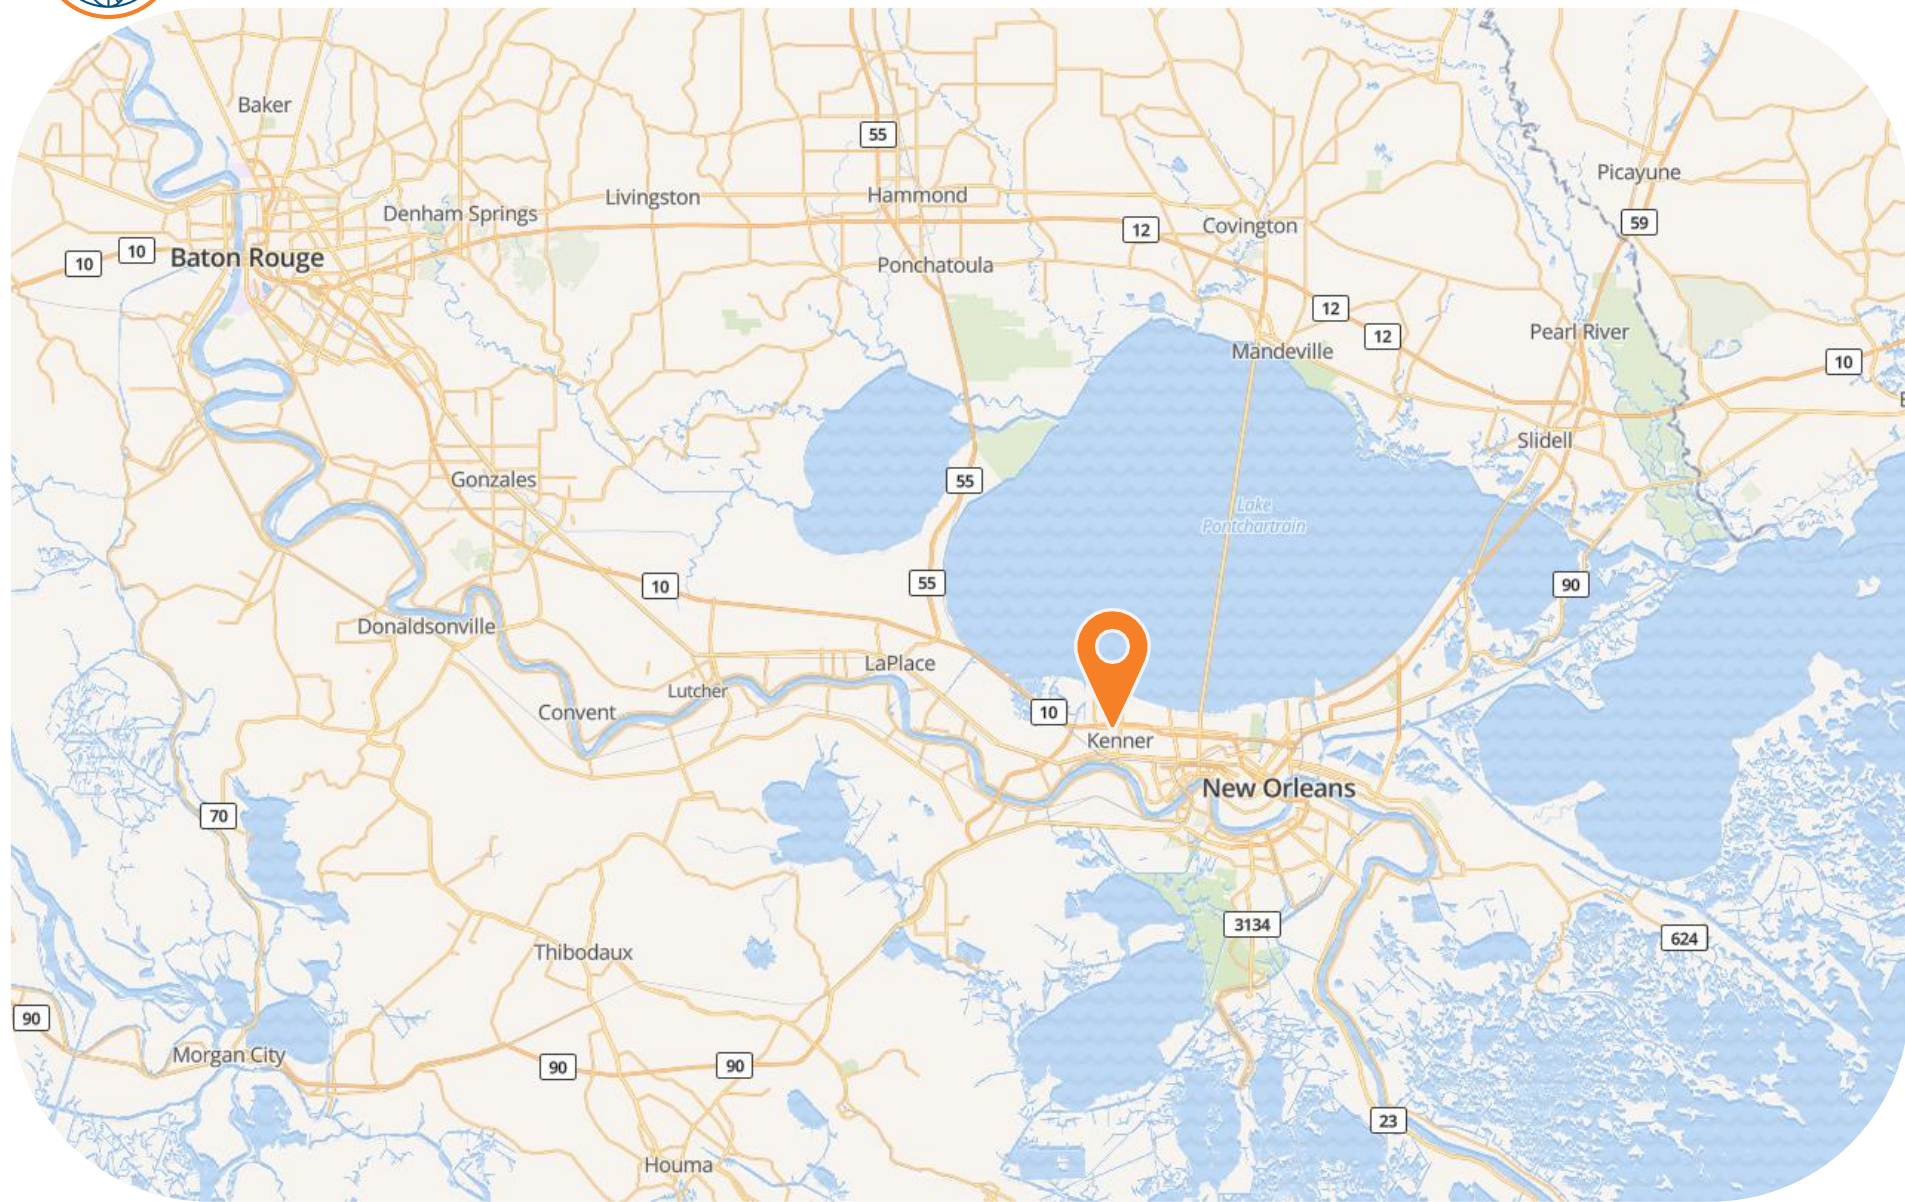 Baker
55
Picayune
Livingston
Hammond
Denham Springs
59
Covington
12
10
10
Baton Rouge
Ponchatoula
12
Pearl River
12
Mandeville
10
Slidell
Gonzales
55
Lake
Pontchartrain
10
55
90
Donaldsonville
LaPlace
Lutcher
Convent
10
Kenner
New Orleans
70
3134
624
Thibodaux
90
Morgan City
90
90
23
Houma